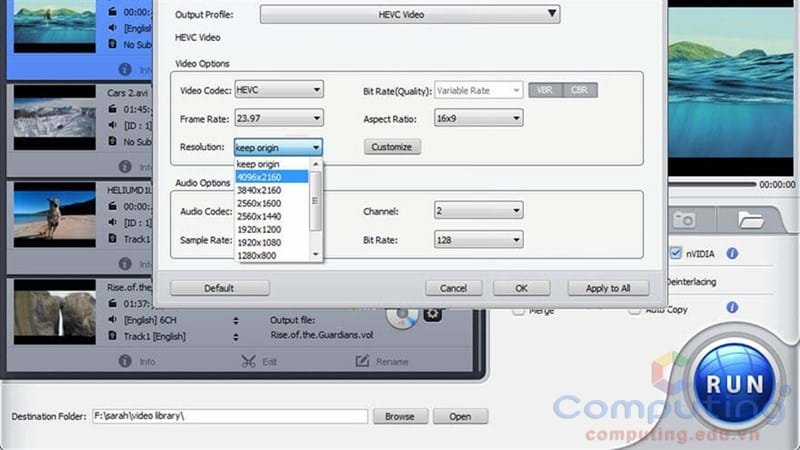 00:00:
[English]
No Sub
Info
Cars 2.avi
01:45:
[ID : 1]
No Sub
Info
HELIUMD1U
00:00:
[ID : 1]
Track1
Info
Rise.of.the.G
01:37:
[English] 6CH
Track1 [English]
Output file:
Rise.of.the.Guardians.vob
Info
Edit
Rename
Output Profile:
HEVC Video
HEVC Video
Video Options
Video Codec:
HEVC
Bit Rate(Quality):
Variable Rate
VBR
CBR
Frame Rate:
23.97
Aspect Ratio:
16x9
Resolution:
keep origin
Customize
keep origin
4096x2160
3840x2160
2560x1600
2560x1440
1920x1200
1920x1080
1280x800
Audio Options
Audio Codec:
Channel:
2
Sample Rate:
Bit Rate:
128
Default
Cancel
OK
Apply to All
00:00:00
nVIDIA
Deinterlacing
Merge
Auto Copy
RUN
Computing
computing.edu.vn
Destination Folder:
F:\sarah\video library\
Browse
Open